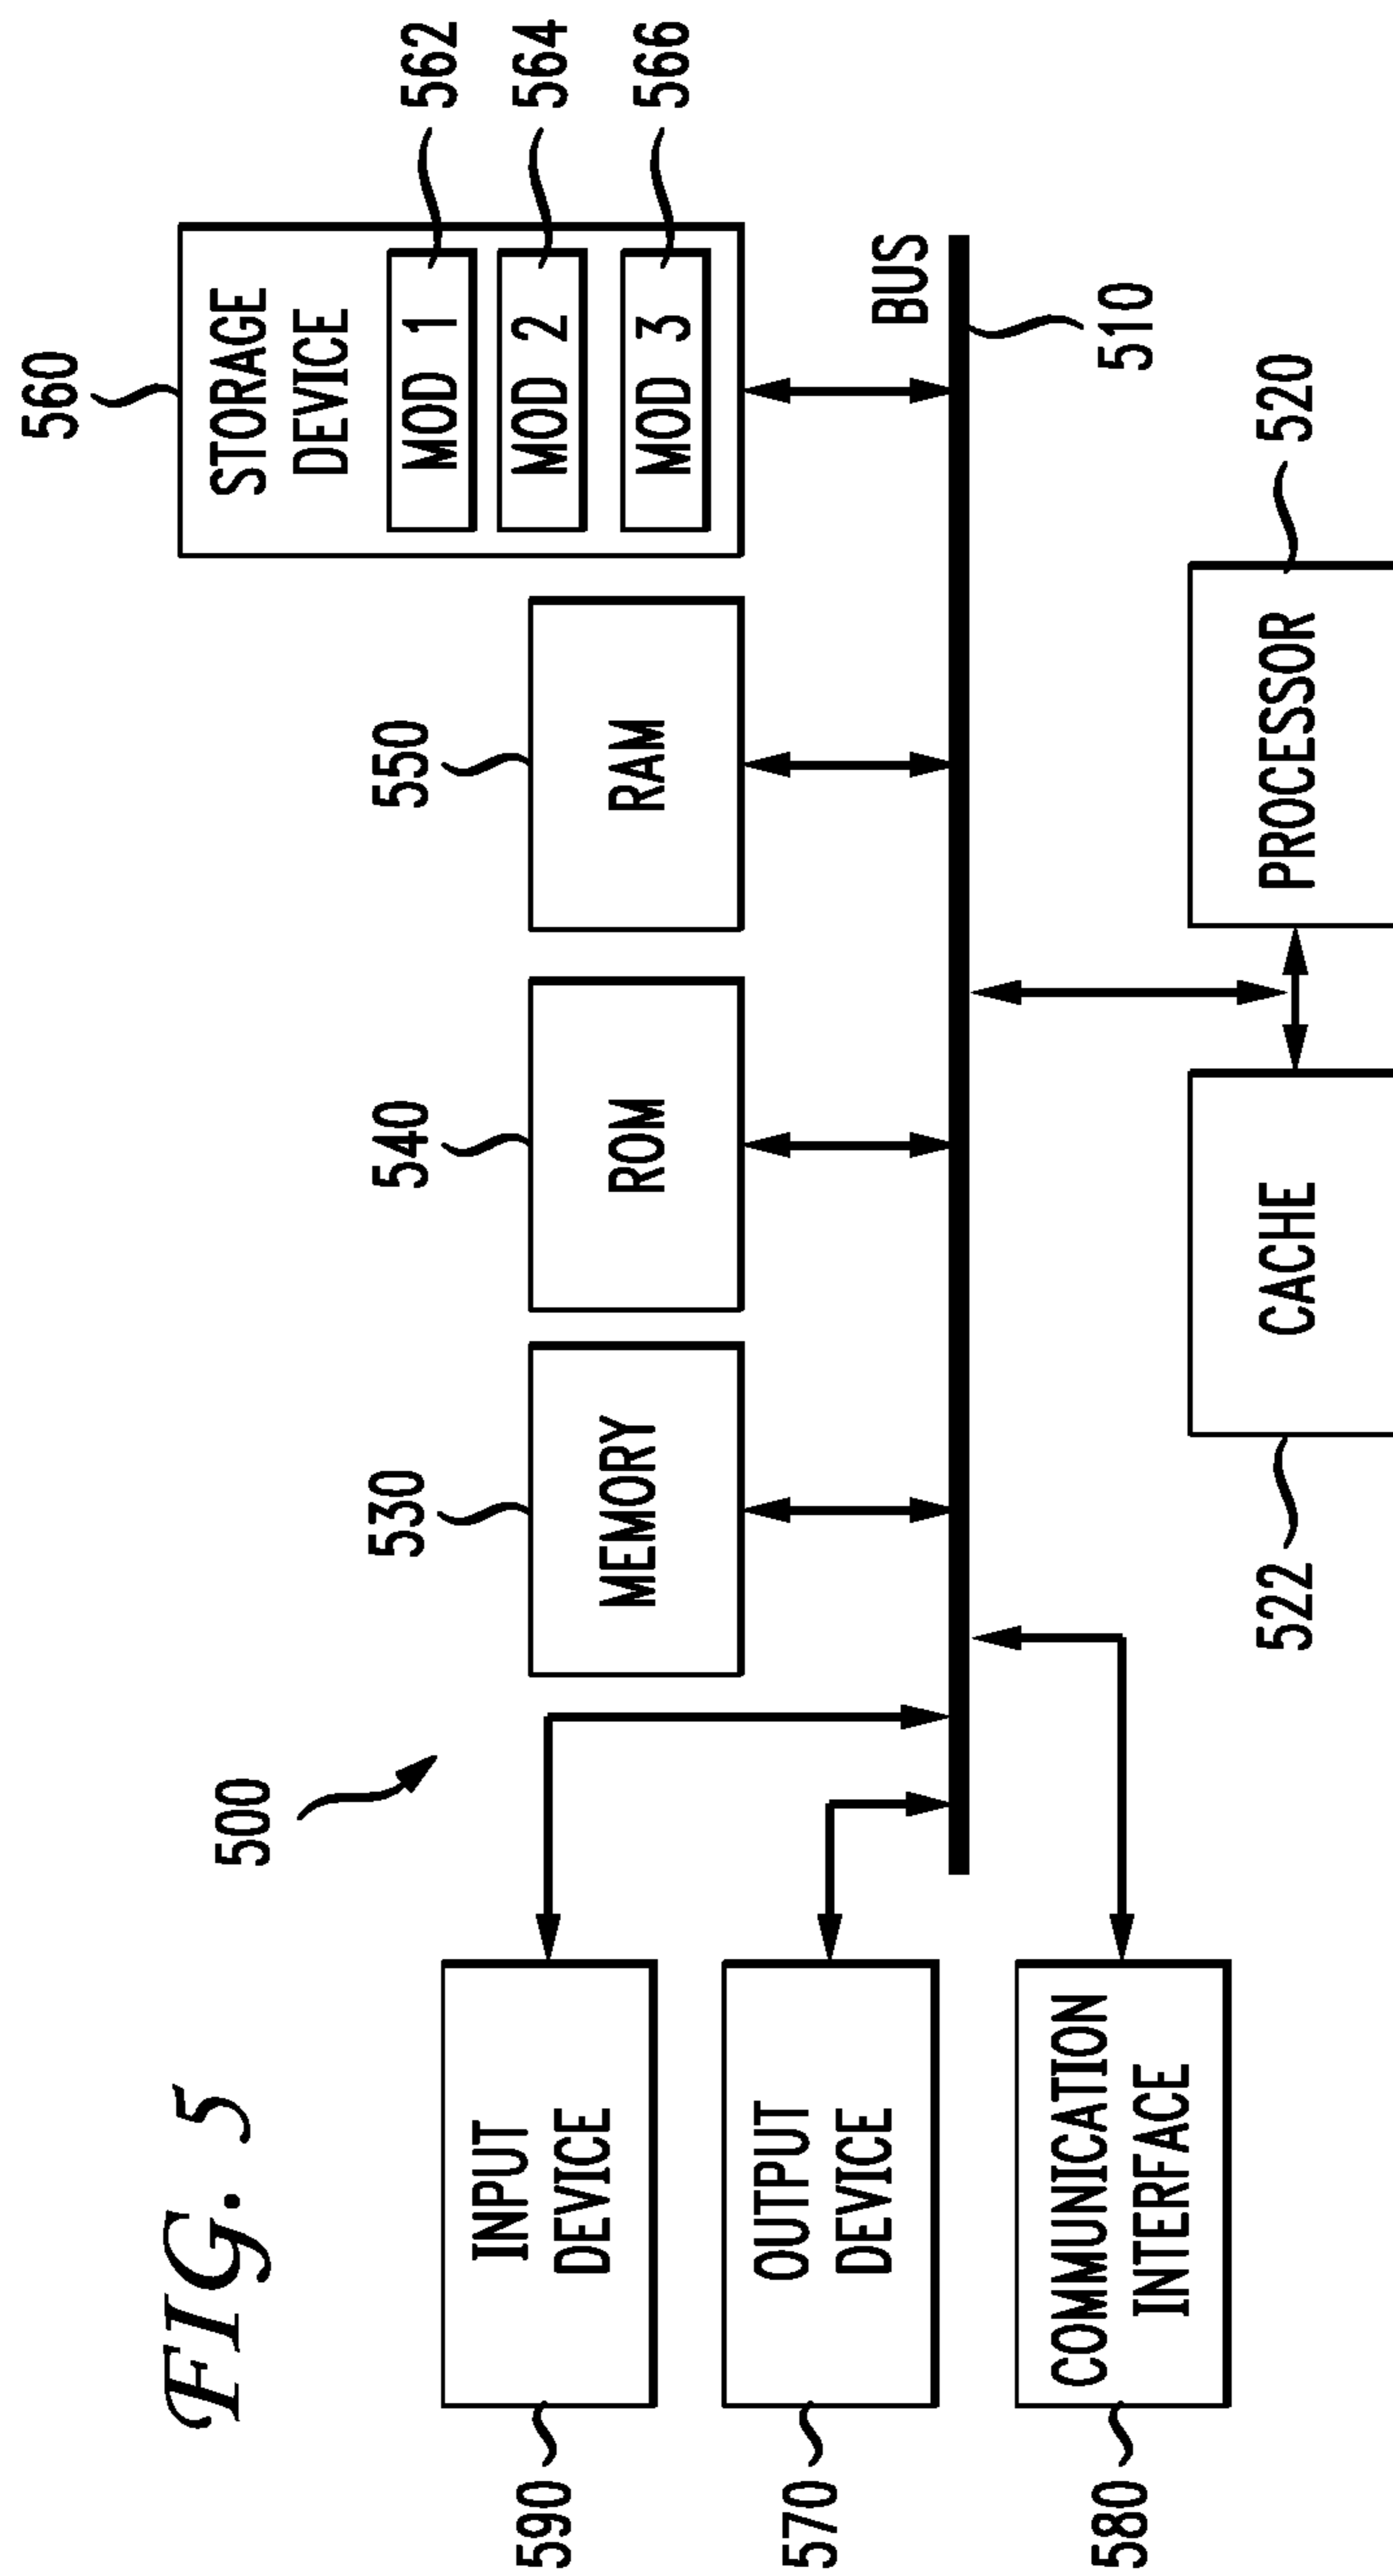 FIG. 5
500
560
STORAGE
DEVICE
MOD 1
562
MOD 2
564
MOD 3
566
530
MEMORY
540
ROM
550
RAM
590
INPUT
DEVICE
570
OUTPUT
DEVICE
580
COMMUNICATION
INTERFACE
BUS
510
522
CACHE
PROCESSOR
520